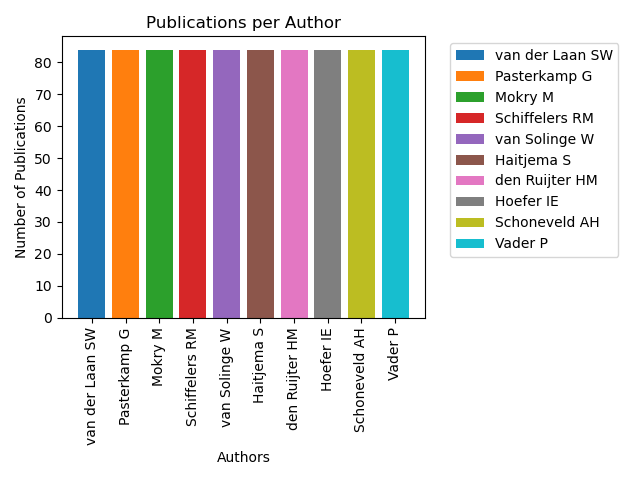 Publications per Author
Number of Publications
80
70
60
50
40
30
20
10
0
van der Laan SW
Pasterkamp G
Mokry M
Schiffelers RM
van Solinge W
Haitjema S
den Ruijter HM
Hoefer IE
Schoneveld AH
Vader P
Authors
van der Laan SW
Pasterkamp G
Mokry M
Schiffelers RM
van Solinge W
Haitjema S
den Ruijter HM
Hoefer IE
Schoneveld AH
Vader P